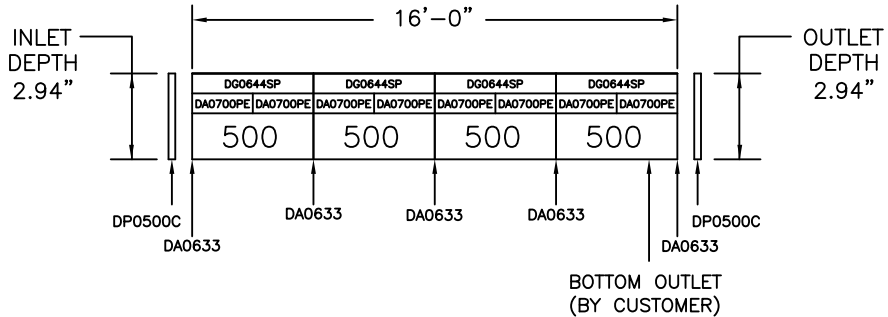 16'-0"
INLET
DEPTH
2.94"
OUTLET
DEPTH
2.94"
DG0644SP DG0644SP DG0644SP DG0644SP
DA0700PE DA0700PE DA0700PE DA0700PE DA0700PE DA0700PE DA0700PE DA0700PE
500 500 500 500
DP0500C
DA0633
DA0633
DA0633
DA0633
DA0633
DP0500C
BOTTOM OUTLET
(BY CUSTOMER)